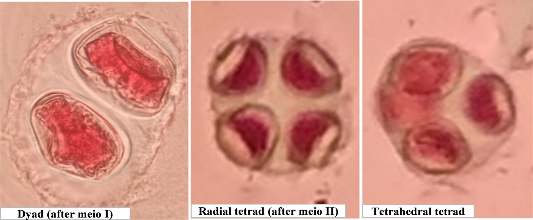 Dyad (after meio I)
Radial tetrad (after meio II)
Tetrahedral tetrad